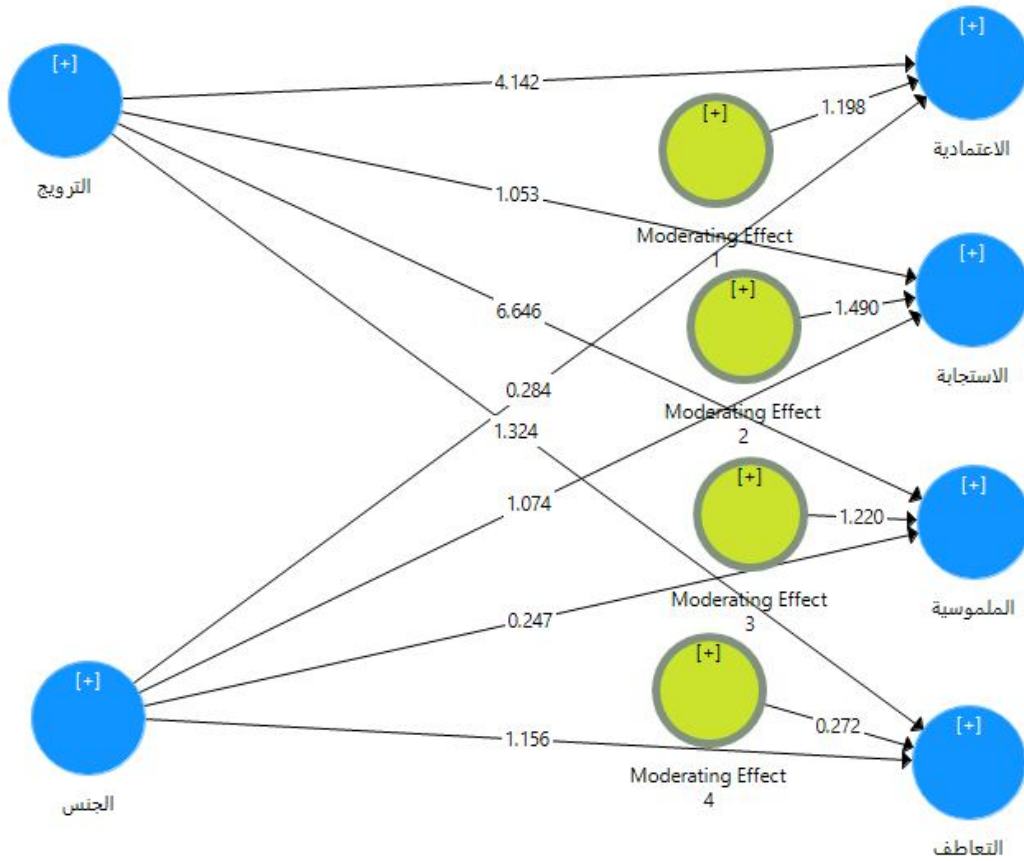 [+]
[+]
4.142
[+]
1.198
الاعتمادية
الترويج
1.053
Moderating Effect
1
[+]
[+]
6.646
1.490
الاستجابة
0.284
Moderating Effect
2
1.324
[+]
[+]
1.074
1.220
Moderating Effect
3
الملموسية
0.247
[+]
[+]
[+]
0.272
1.156
Moderating Effect
4
الجنس
التعاطف